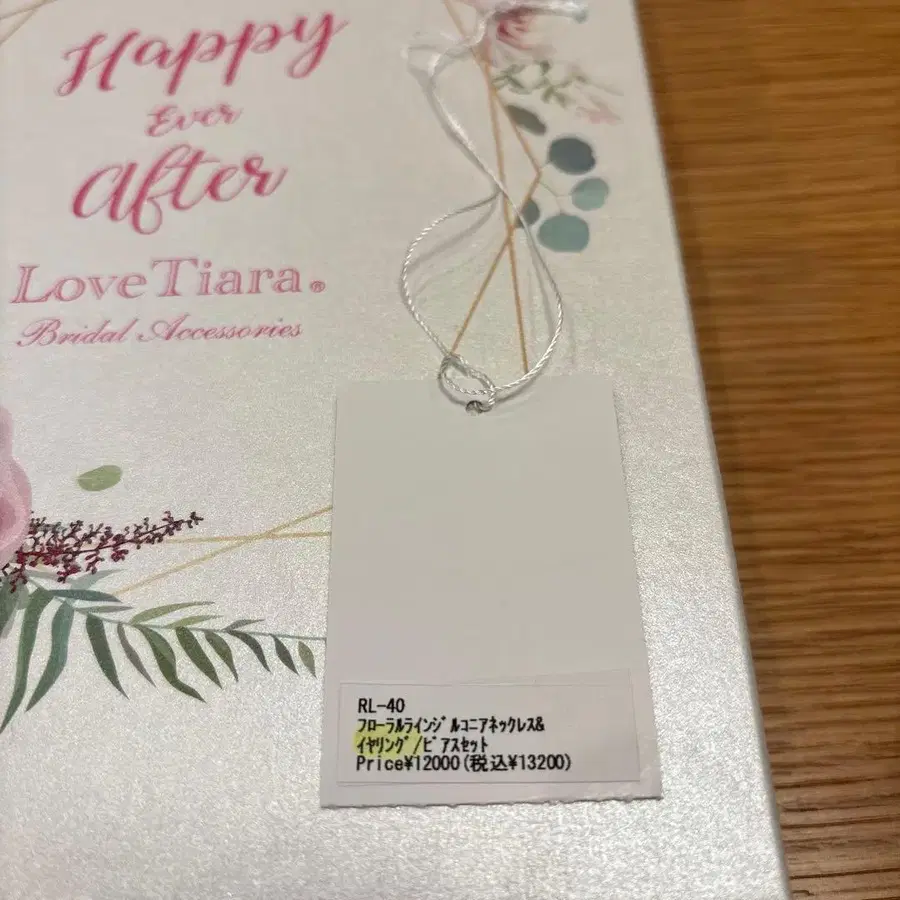 Happy
Ever
After
LoveTiara®
Bridal Accessories
RL-40
ﾌﾛｰﾗﾙﾗｲﾝｼﾞﾙｺﾆｱﾈｯｸﾚｽ&
ｲﾔﾘﾝｸﾞ/ﾋﾟｱｽｾｯﾄ
Price¥12000(税込¥13200)